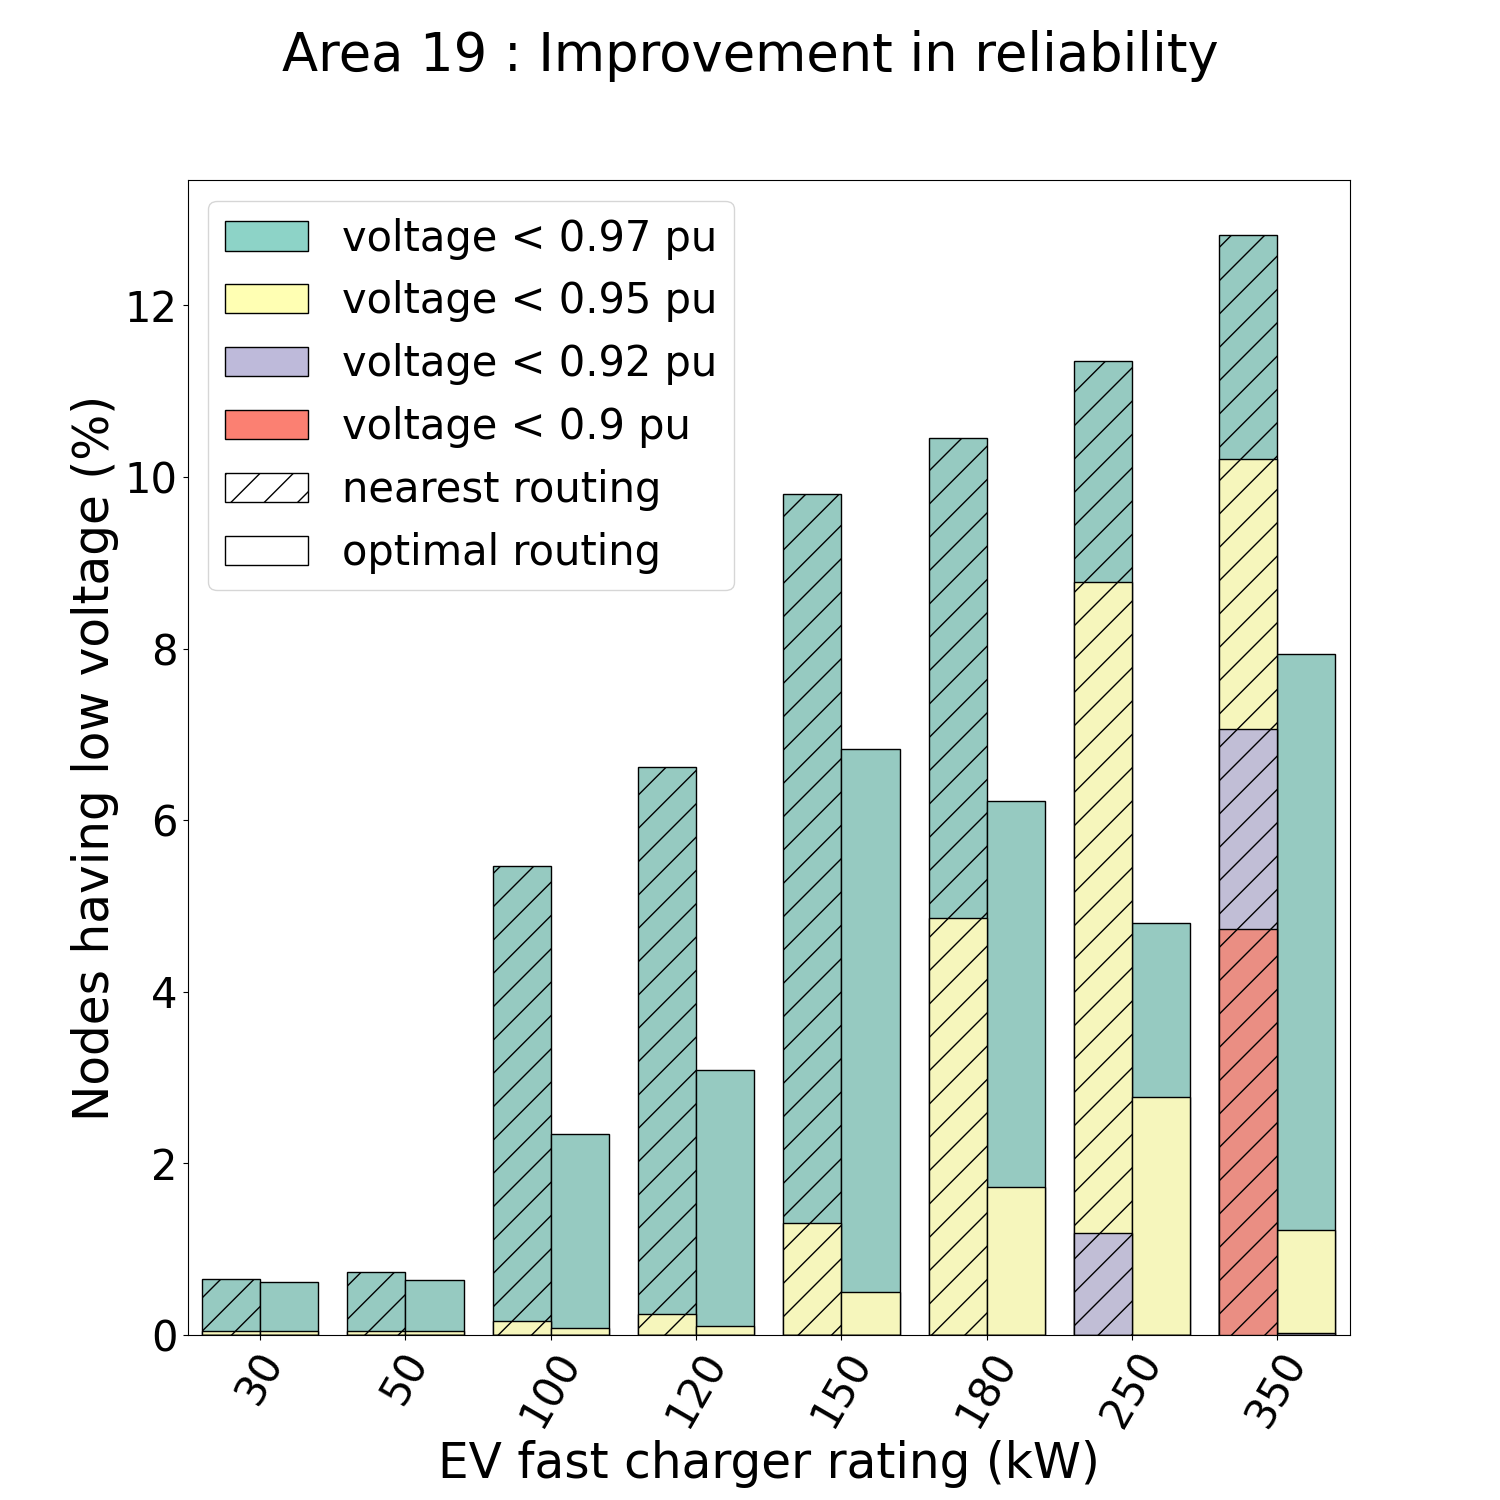 Area 19 : Improvement in reliability
voltage < 0.97 pu
voltage < 0.95 pu
voltage < 0.92 pu
voltage < 0.9 pu
nearest routing
optimal routing
Nodes having low voltage (%)
12
10
8
6
4
2
0
30
50
100
120
150
180
250
350
EV fast charger rating (kW)